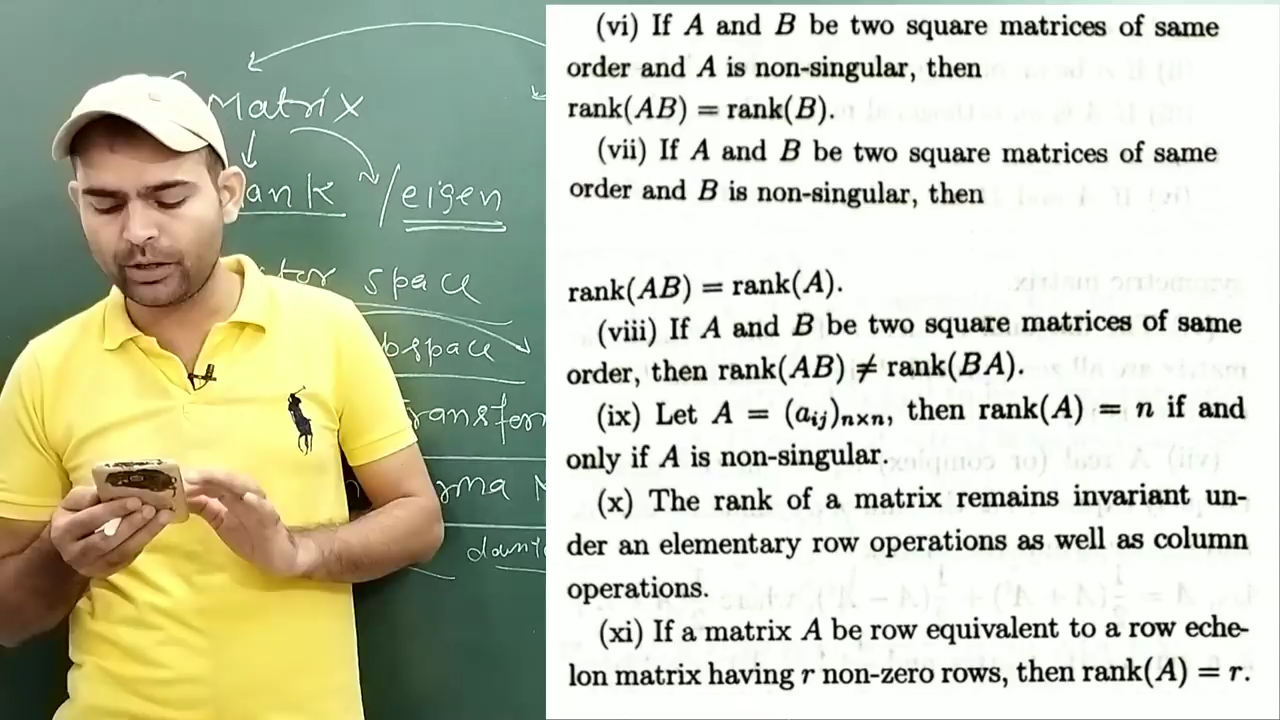 Matrix
ank / eigen
tor space
bspace
ransfor
rma
(vi) If A and B be two square matrices of same
order and A is non-singular, then
rank(AB) = rank(B).
(vii) If A and B be two square matrices of same
order and B is non-singular, then
rank(AB) = rank(A).
(viii) If A and B be two square matrices of same
order, then rank(AB) ≠ rank(BA).
(ix) Let A = (aᵢⱼ)ₙₓₙ, then rank(A) = n if and
only if A is non-singular.
(x) The rank of a matrix remains invariant un-
der an elementary row operations as well as column
operations.
(xi) If a matrix A be row equivalent to a row eche-
lon matrix having r non-zero rows, then rank(A) = r.